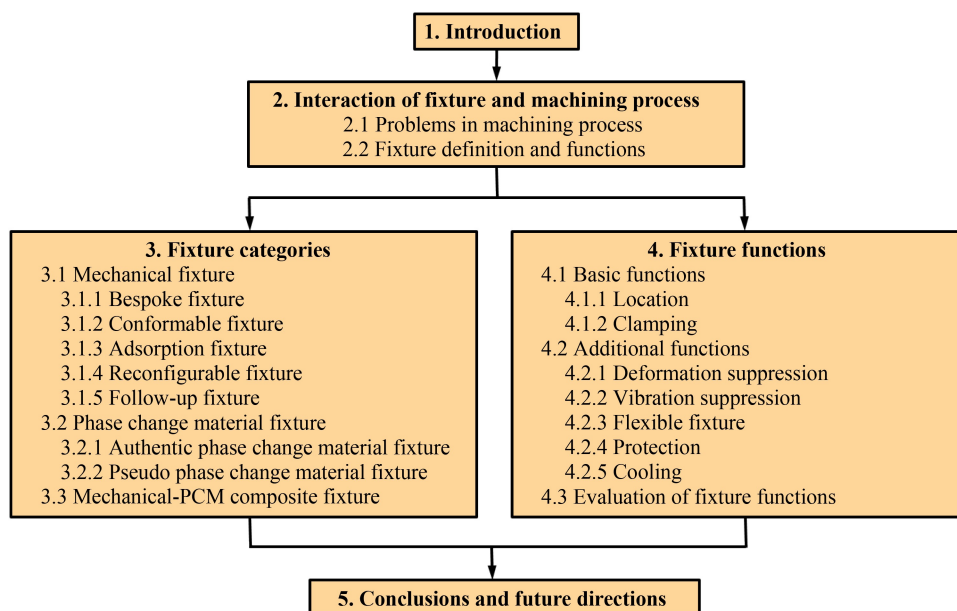 1. Introduction
2. Interaction of fixture and machining process
2.1 Problems in machining process
2.2 Fixture definition and functions
3. Fixture categories
3.1 Mechanical fixture
3.1.1 Bespoke fixture
3.1.2 Conformable fixture
3.1.3 Adsorption fixture
3.1.4 Reconfigurable fixture
3.1.5 Follow-up fixture
3.2 Phase change material fixture
3.2.1 Authentic phase change material fixture
3.2.2 Pseudo phase change material fixture
3.3 Mechanical-PCM composite fixture
4. Fixture functions
4.1 Basic functions
4.1.1 Location
4.1.2 Clamping
4.2 Additional functions
4.2.1 Deformation suppression
4.2.2 Vibration suppression
4.2.3 Flexible fixture
4.2.4 Protection
4.2.5 Cooling
4.3 Evaluation of fixture functions
5. Conclusions and future directions